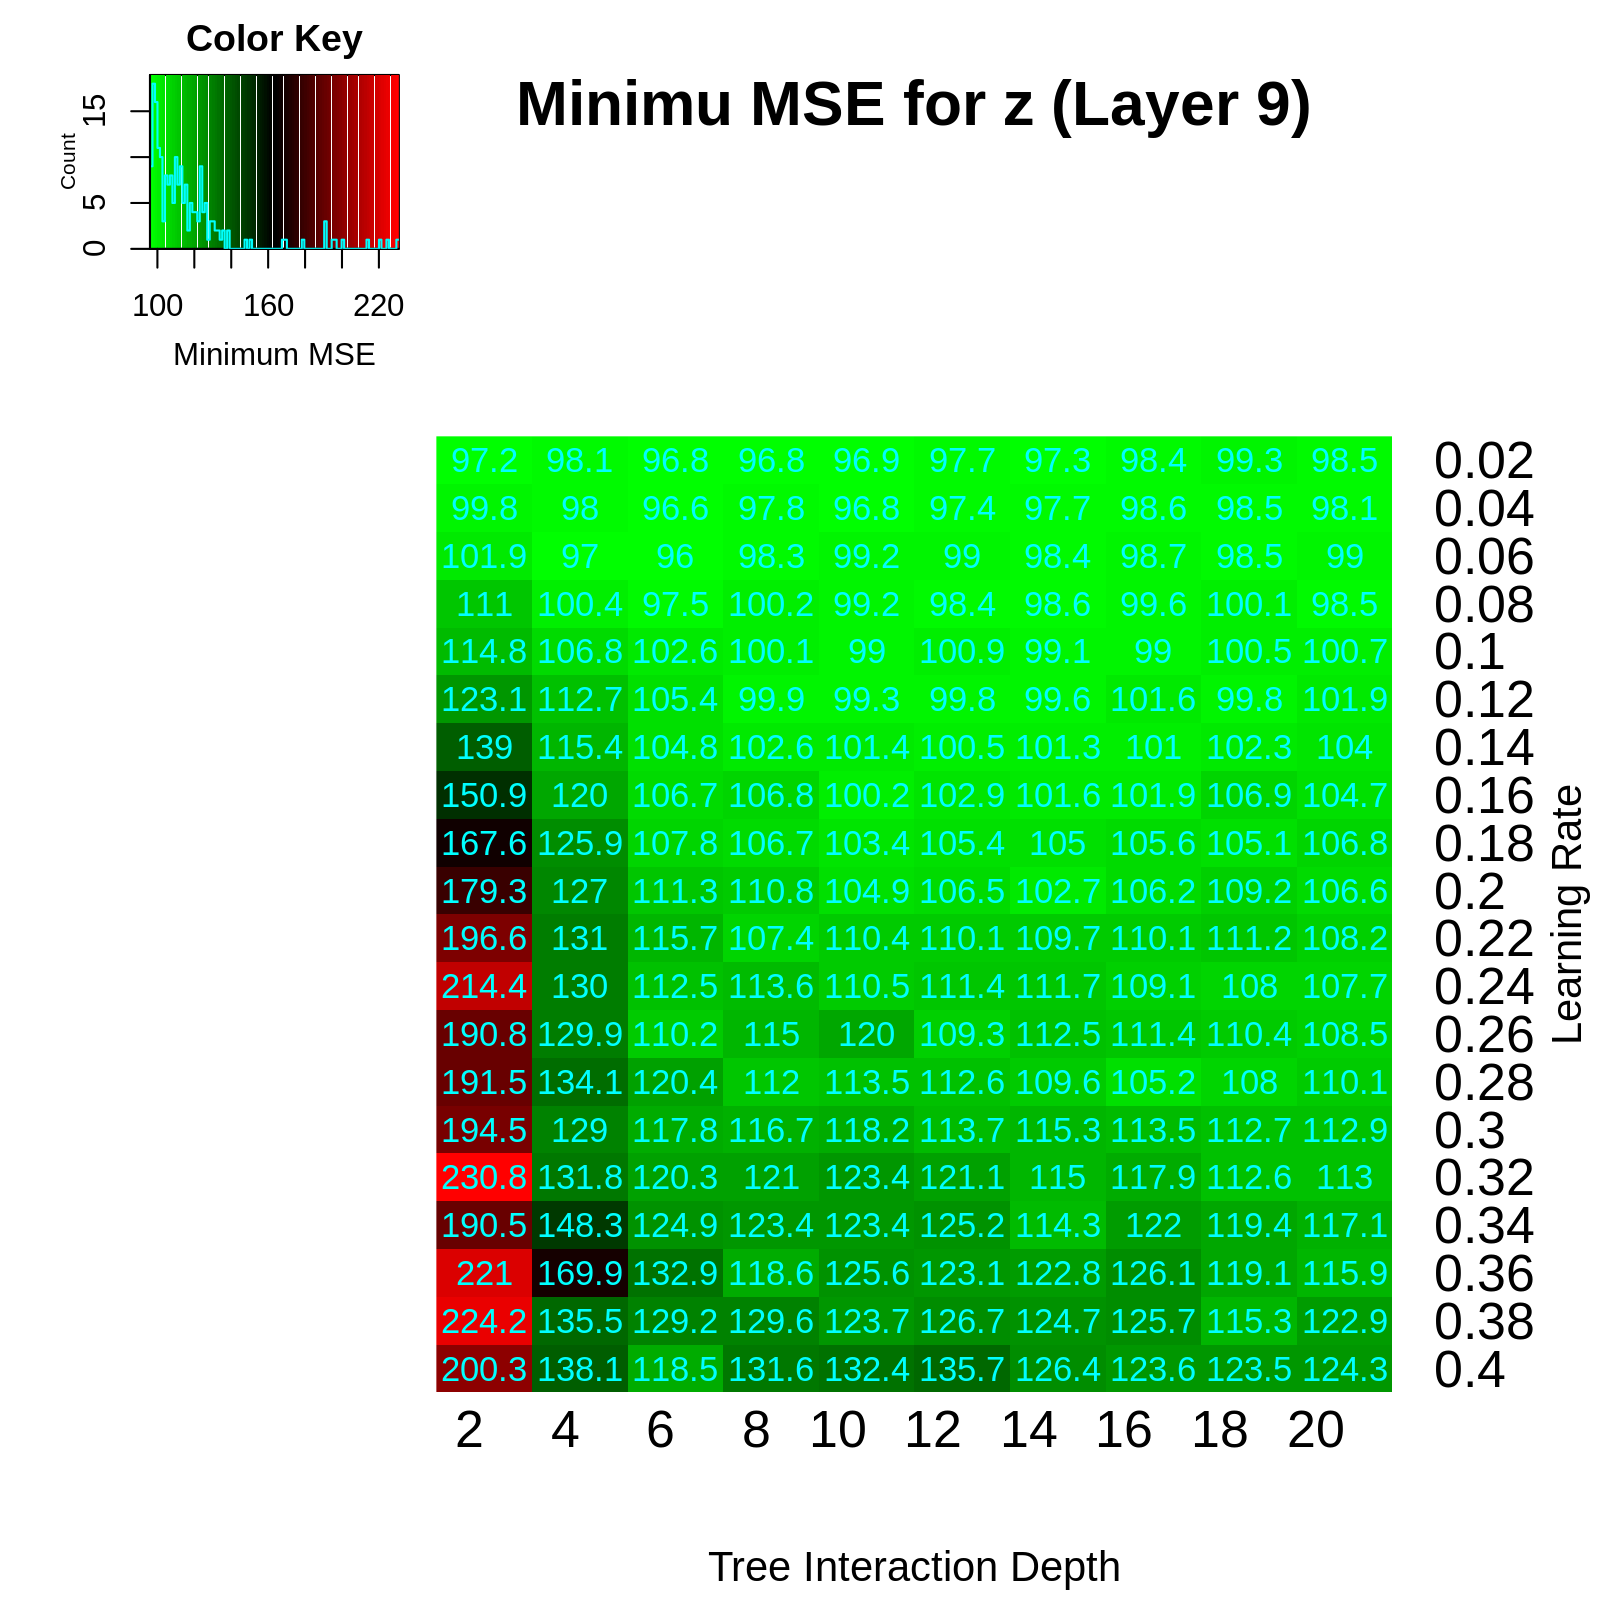 Color Key
Minimu MSE for z (Layer 9)
Count
0 5 15
100 160 220
Minimum MSE
97.2 98.1 96.8 96.8 96.9 97.7 97.3 98.4 99.3 98.5 0.02
99.8 98 96.6 97.8 96.8 97.4 97.7 98.6 98.5 98.1 0.04
101.9 97 96 98.3 99.2 99 98.4 98.7 98.5 99 0.06
111 100.4 97.5 100.2 99.2 98.4 98.6 99.6 100.1 98.5 0.08
114.8 106.8 102.6 100.1 99 100.9 99.1 99 100.5 100.7 0.1
123.1 112.7 105.4 99.9 99.3 99.8 99.6 101.6 99.8 101.9 0.12
139 115.4 104.8 102.6 101.4 100.5 101.3 101 102.3 104 0.14
150.9 120 106.7 106.8 100.2 102.9 101.6 101.9 106.9 104.7 0.16
167.6 125.9 107.8 106.7 103.4 105.4 105 105.6 105.1 106.8 0.18
179.3 127 111.3 110.8 104.9 106.5 102.7 106.2 109.2 106.6 0.2
196.6 131 115.7 107.4 110.4 110.1 109.7 110.1 111.2 108.2 0.22
214.4 130 112.5 113.6 110.5 111.4 111.7 109.1 108 107.7 0.24
190.8 129.9 110.2 115 120 109.3 112.5 111.4 110.4 108.5 0.26
191.5 134.1 120.4 112 113.5 112.6 109.6 105.2 108 110.1 0.28
194.5 129 117.8 116.7 118.2 113.7 115.3 113.5 112.7 112.9 0.3
230.8 131.8 120.3 121 123.4 121.1 115 117.9 112.6 113 0.32
190.5 148.3 124.9 123.4 123.4 125.2 114.3 122 119.4 117.1 0.34
221 169.9 132.9 118.6 125.6 123.1 122.8 126.1 119.1 115.9 0.36
224.2 135.5 129.2 129.6 123.7 126.7 124.7 125.7 115.3 122.9 0.38
200.3 138.1 118.5 131.6 132.4 135.7 126.4 123.6 123.5 124.3 0.4
Learning Rate
2 4 6 8 10 12 14 16 18 20
Tree Interaction Depth